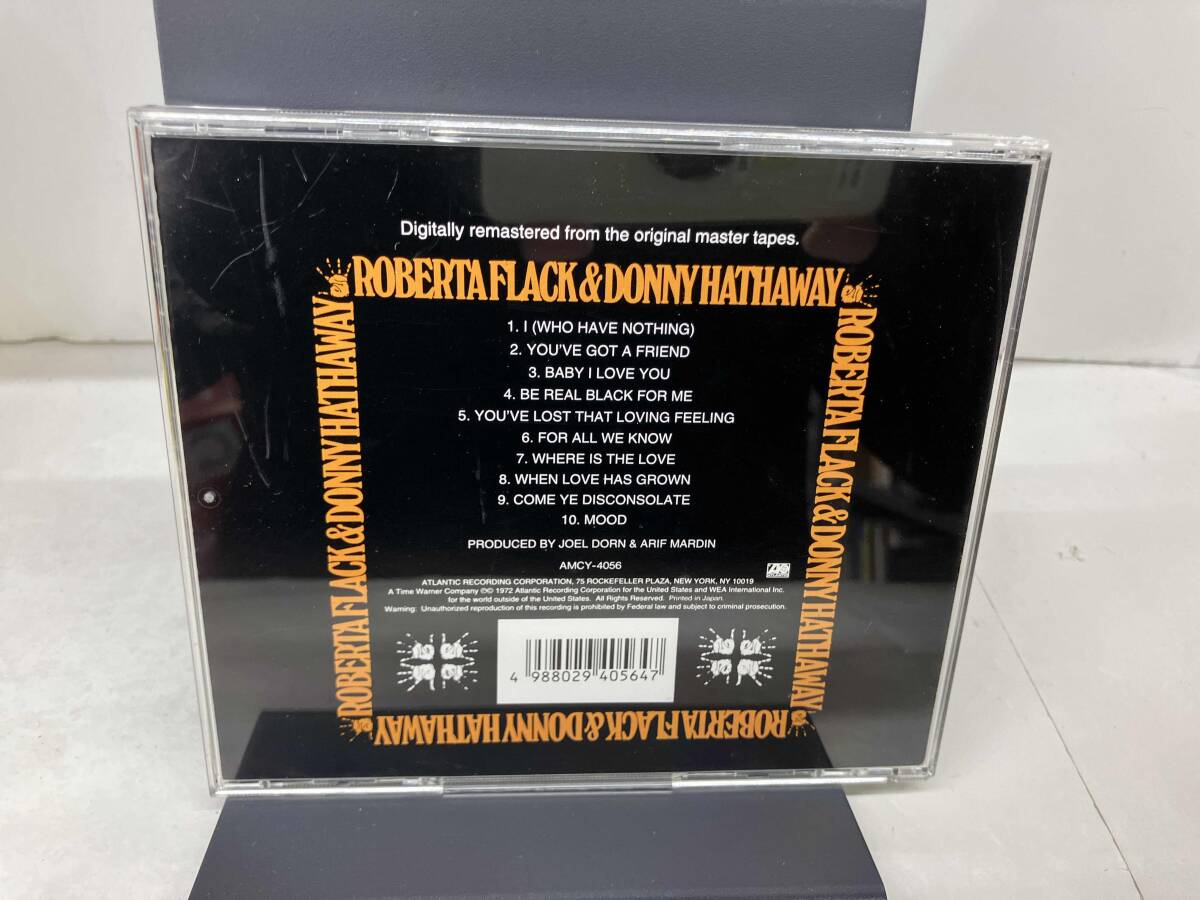 Digitally remastered from the original master tapes.
ROBERTA FLACK & DONNY HATHAWAY
ROBERTA FLACK & DONNY HATHAWAY
ROBERTA FLACK & DONNY HATHAWAY
1. I (WHO HAVE NOTHING)
2. YOU'VE GOT A FRIEND
3. BABY I LOVE YOU
4. BE REAL BLACK FOR ME
5. YOU'VE LOST THAT LOVING FEELING
6. FOR ALL WE KNOW
7. WHERE IS THE LOVE
8. WHEN LOVE HAS GROWN
9. COME YE DISCONSOLATE
10. MOOD
PRODUCED BY JOEL DORN & ARIF MARDIN
AMCY-4056
ATLANTIC RECORDING CORPORATION, 75 ROCKEFELLER PLAZA, NEW YORK, NY 10019
A Time Warner Company ℗© 1972 Atlantic Recording Corporation for the United States and WEA International Inc.
for the world outside of the United States. All Rights Reserved. Printed in Japan.
Warning: Unauthorized reproduction of this recording is prohibited by Federal law and subject to criminal prosecution.
4 988029 405647
ROBERTA FLACK & DONNY HATHAWAY